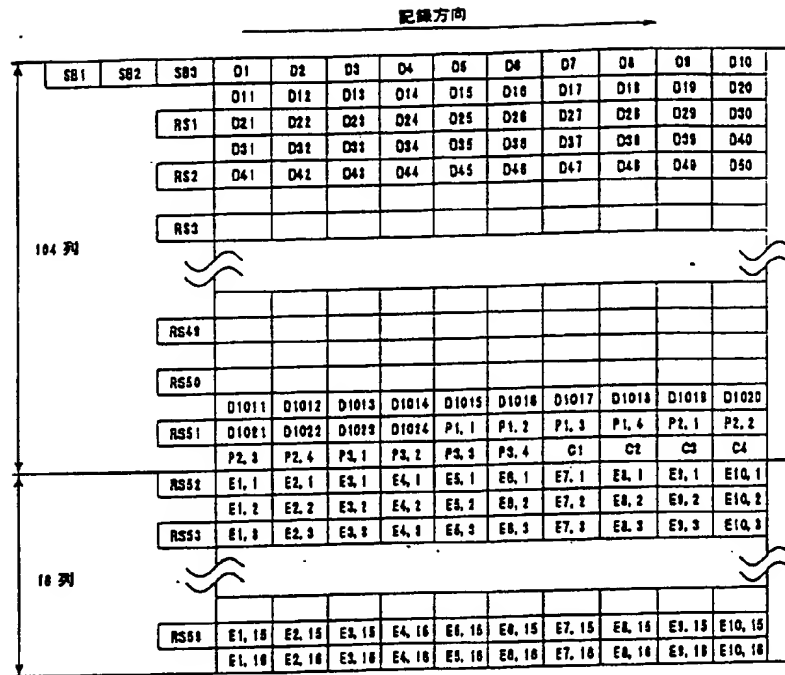 記録方向
SB1 SB2 SB3 D1 D2 D3 D4 D5 D6 D7 D8 D9 D10
D11 D12 D13 D14 D15 D16 D17 D18 D19 D20
RS1 D21 D22 D23 D24 D25 D26 D27 D28 D29 D30
D31 D32 D33 D34 D35 D36 D37 D38 D39 D40
RS2 D41 D42 D43 D44 D45 D46 D47 D48 D49 D50
RS3
104 列
RS49
RS50
D1011 D1012 D1013 D1014 D1015 D1016 D1017 D1018 D1019 D1020
RS51 D1021 D1022 D1023 D1024 P1, 1 P1, 2 P1, 3 P1, 4 P2, 1 P2, 2
P2, 3 P2, 4 P3, 1 P3, 2 P3, 3 P3, 4 C1 C2 C3 C4
RS52 E1, 1 E2, 1 E3, 1 E4, 1 E5, 1 E6, 1 E7, 1 E8, 1 E9, 1 E10, 1
E1, 2 E2, 2 E3, 2 E4, 2 E5, 2 E6, 2 E7, 2 E8, 2 E9, 2 E10, 2
RS53 E1, 3 E2, 3 E3, 3 E4, 3 E5, 3 E6, 3 E7, 3 E8, 3 E9, 3 E10, 3
16 列
RS59 E1, 15 E2, 15 E3, 15 E4, 15 E5, 15 E6, 15 E7, 15 E8, 15 E9, 15 E10, 15
E1, 16 E2, 16 E3, 16 E4, 16 E5, 16 E6, 16 E7, 16 E8, 16 E9, 16 E10, 16